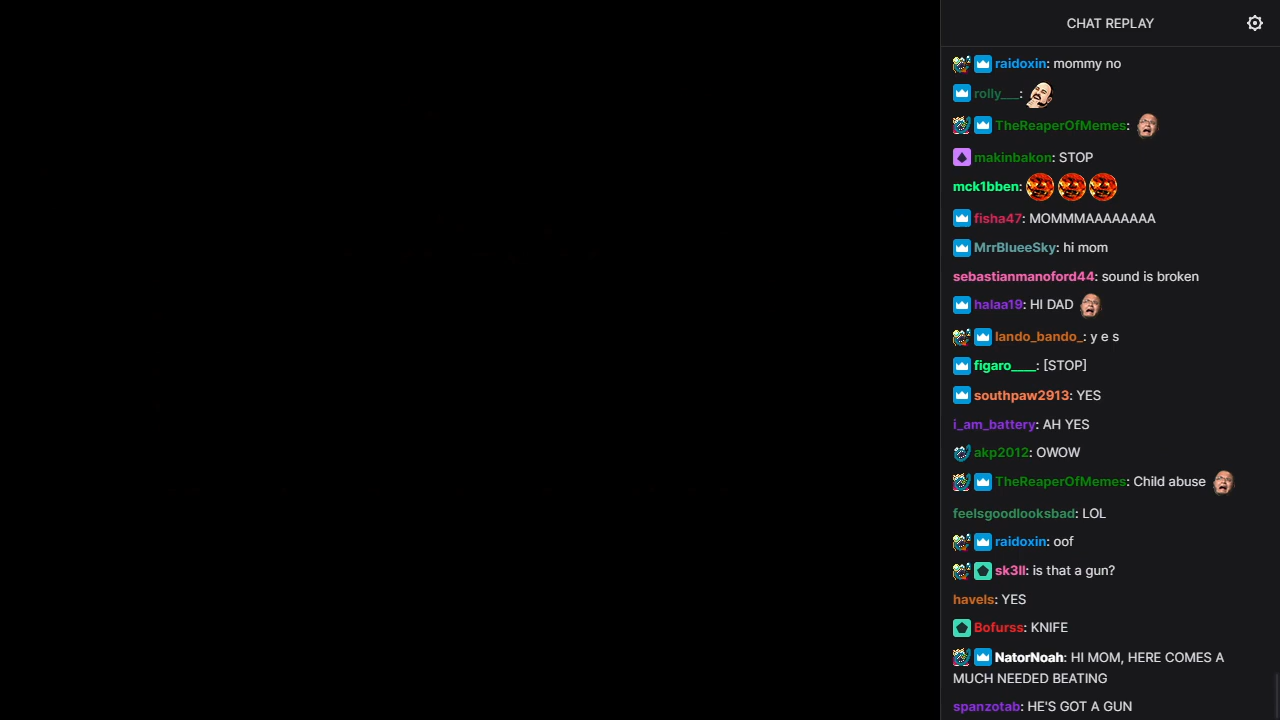 CHAT REPLAY
raidoxin: mommy no
rolly___:
TheReaperOfMemes:
makinbakon: STOP
mck1bben:
fisha47: MOMMMAAAAAAAA
MrrBlueeSky: hi mom
sebastianmanoford44: sound is broken
halaa19: HI DAD
lando_bando_: y e s
figaro____: [STOP]
southpaw2913: YES
i_am_battery: AH YES
akp2012: OWOW
TheReaperOfMemes: Child abuse
feelsgoodlooksbad: LOL
raidoxin: oof
sk3ll: is that a gun?
havels: YES
Bofurss: KNIFE
NatorNoah: HI MOM, HERE COMES A
MUCH NEEDED BEATING
spanzotab: HE'S GOT A GUN